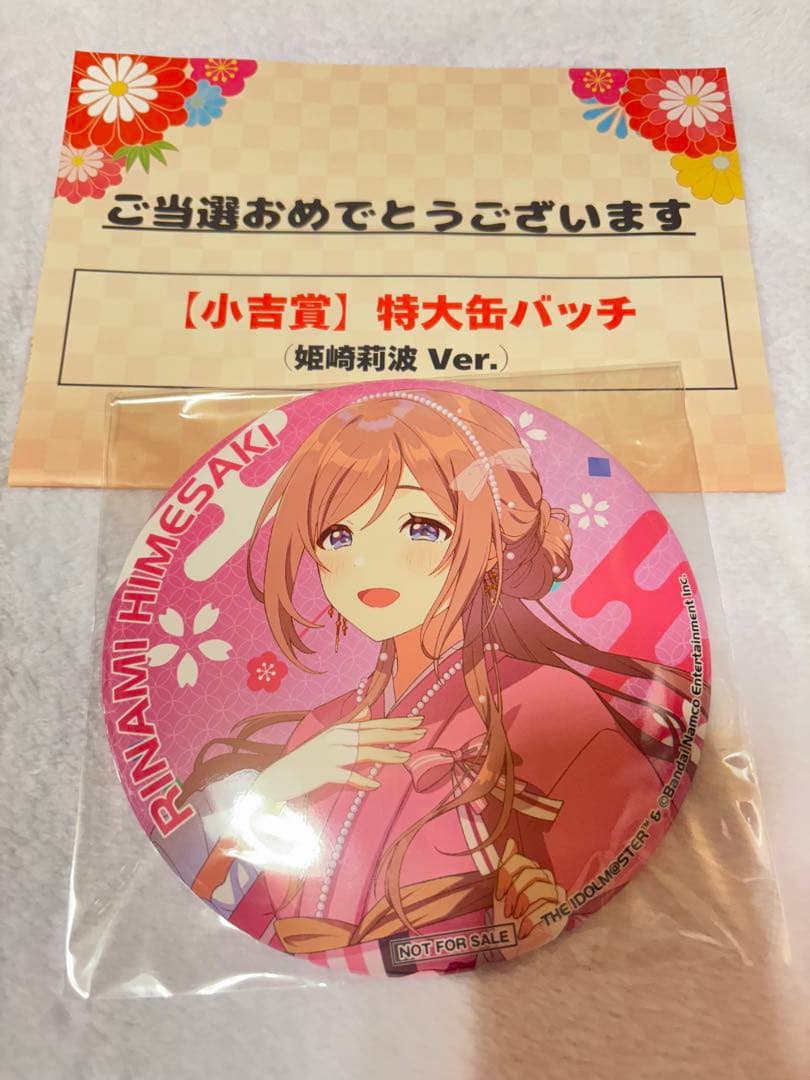 ご当選おめでとうございます
【小吉賞】特大缶バッチ
(姫崎莉波 Ver.)
RINAMI HIMESAKI
THE IDOLM@STER™ & ©Bandai Namco Entertainment Inc.
NOT FOR SALE